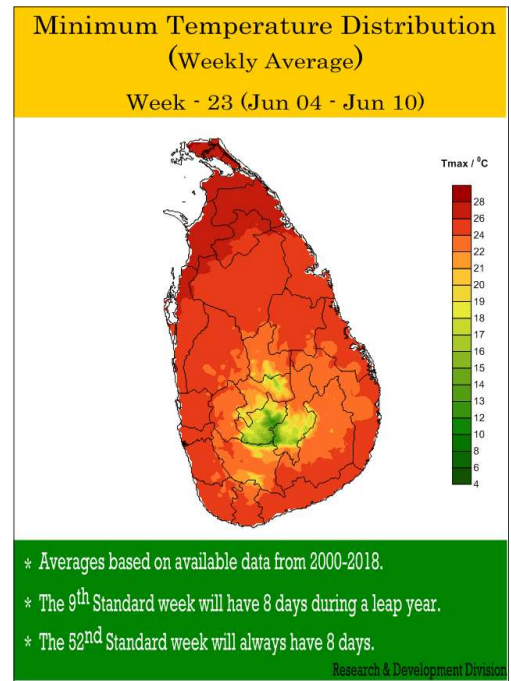 Minimum Temperature Distribution
(Weekly Average)
Week - 23 (Jun 04 - Jun 10)
Tmax / ⁰C
28
26
24
22
21
20
19
18
17
16
15
14
13
12
10
8
6
4
* Averages based on available data from 2000-2018.
* The 9th Standard week will have 8 days during a leap year.
* The 52nd Standard week will always have 8 days.
Research & Development Division